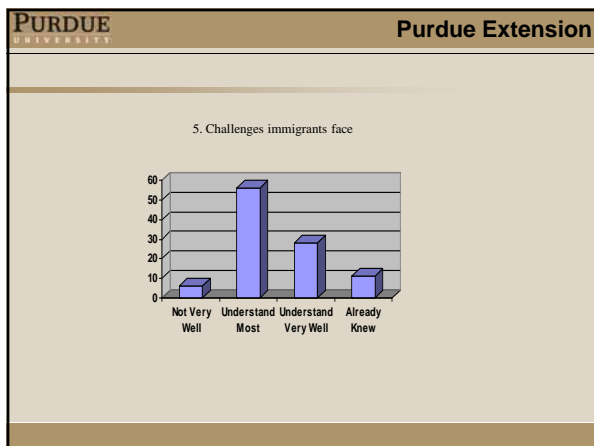 PURDUE
UNIVERSITY
Purdue Extension
5. Challenges immigrants face
60
50
40
30
20
10
0
Not Very Well
Understand Most
Understand Very Well
Already Knew